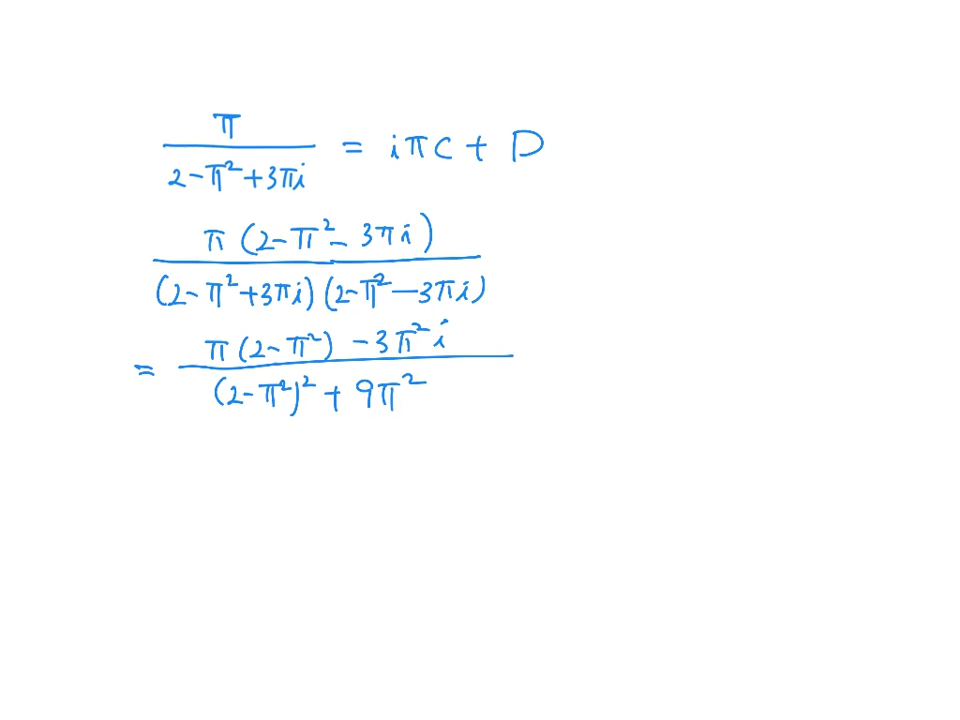 π / (2-π²+3πi) = iπC + D
π(2-π²-3πi) / (2-π²+3πi)(2-π²-3πi)
= π(2-π²) -3π²i / (2-π²)² + 9π²